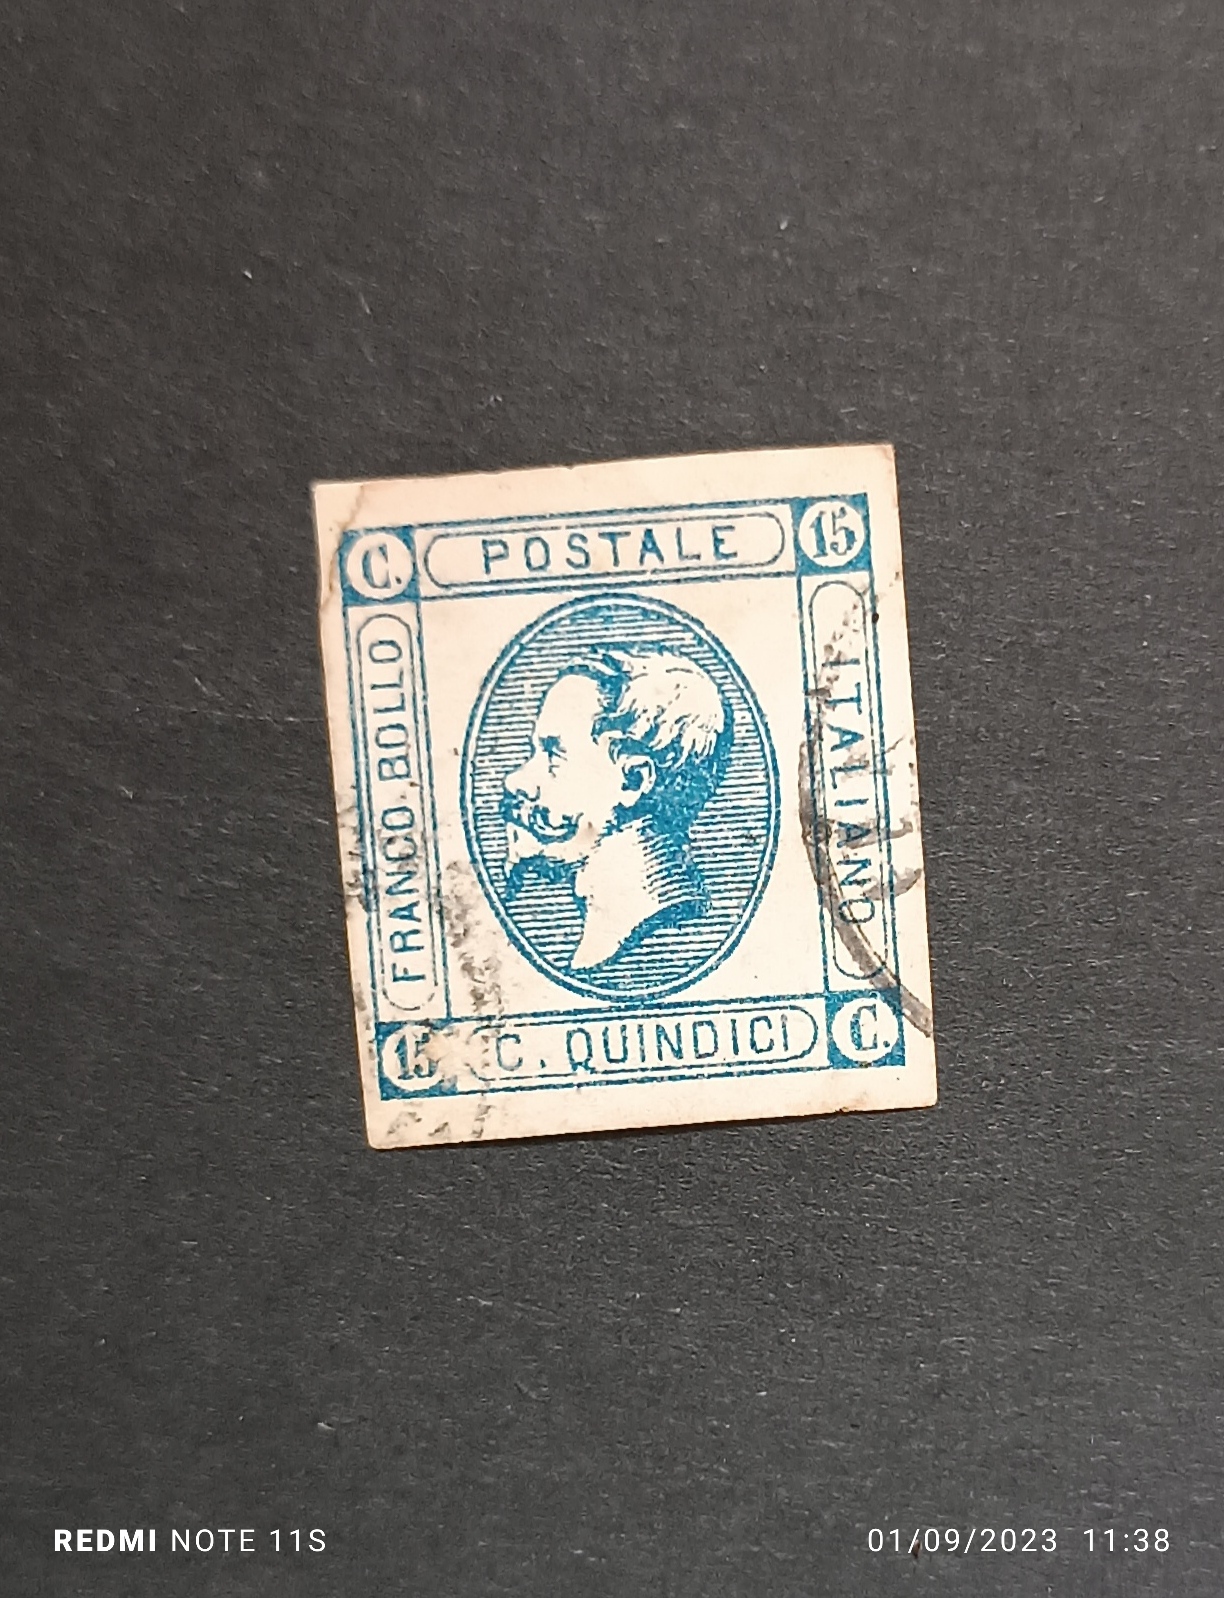 C. POSTALE 15
FRANCO BOLLO
ITALIANO
15 C. QUINDICI C.
REDMI NOTE 11S
01/09/2023 11:38